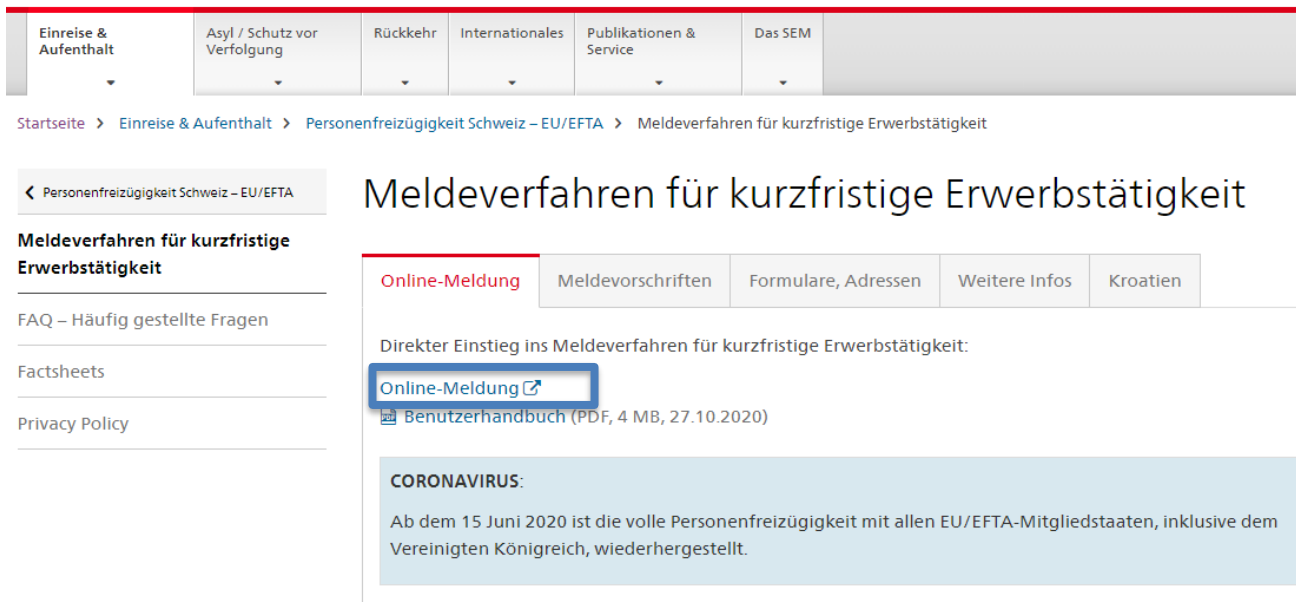 Einreise &
Aufenthalt
Asyl / Schutz vor
Verfolgung
Rückkehr
Internationales
Publikationen &
Service
Das SEM
Startseite > Einreise & Aufenthalt > Personenfreizügigkeit Schweiz – EU/EFTA > Meldeverfahren für kurzfristige Erwerbstätigkeit
Personenfreizügigkeit Schweiz – EU/EFTA
Meldeverfahren für kurzfristige
Erwerbstätigkeit
FAQ – Häufig gestellte Fragen
Factsheets
Privacy Policy
Meldeverfahren für kurzfristige Erwerbstätigkeit
Online-Meldung
Meldevorschriften
Formulare, Adressen
Weitere Infos
Kroatien
Direkter Einstieg ins Meldeverfahren für kurzfristige Erwerbstätigkeit:
Online-Meldung
Benutzerhandbuch (PDF, 4 MB, 27.10.2020)
CORONAVIRUS:
Ab dem 15 Juni 2020 ist die volle Personenfreizügigkeit mit allen EU/EFTA-Mitgliedstaaten, inklusive dem
Vereinigten Königreich, wiederhergestellt.